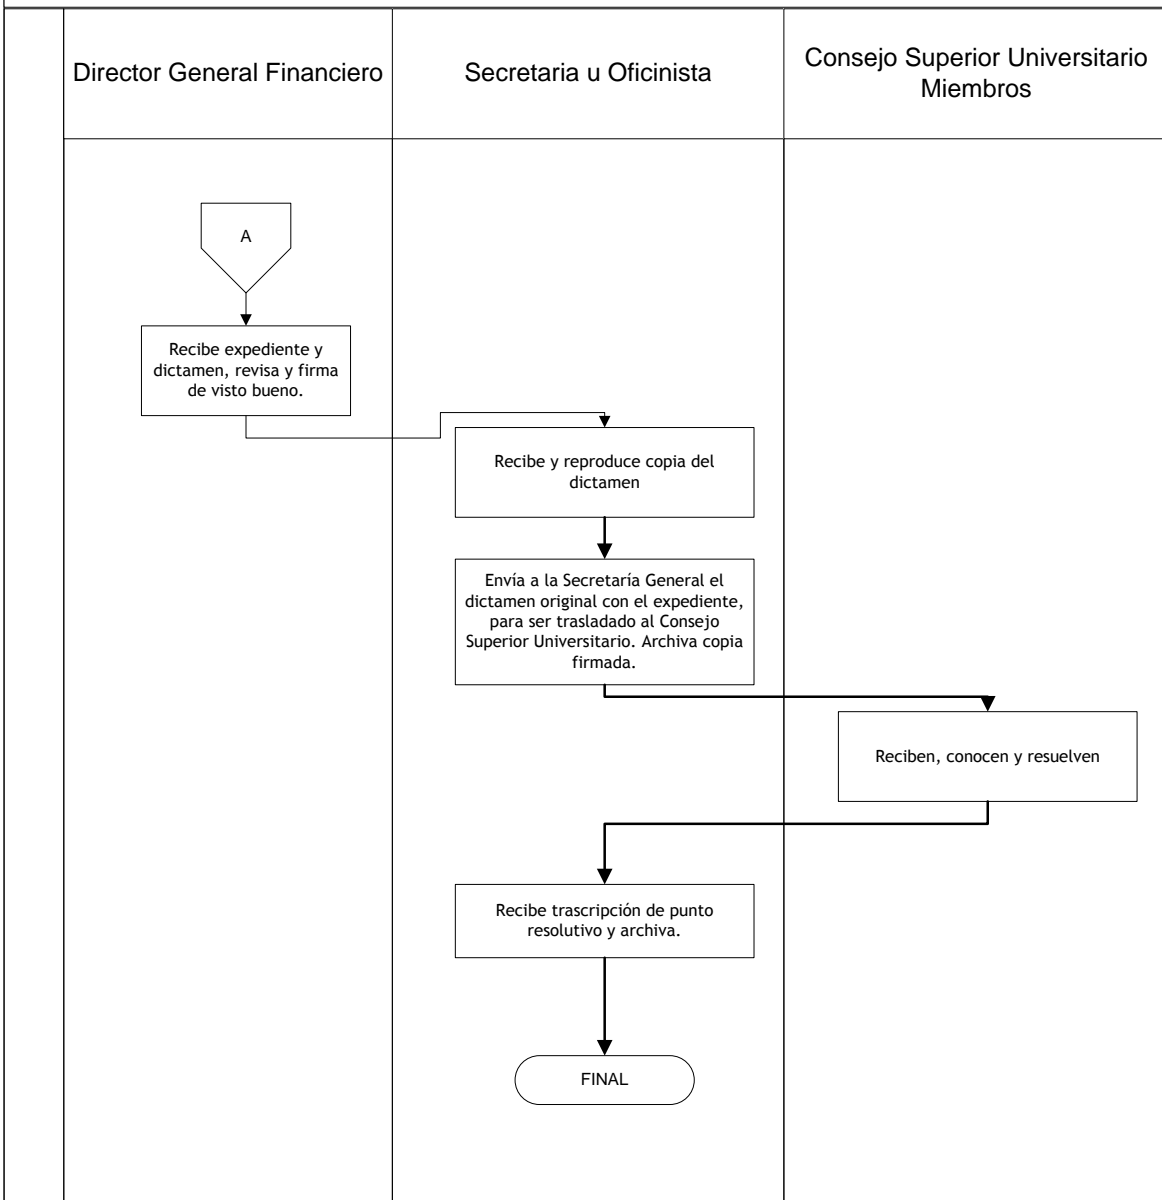 Director General Financiero
Secretaria u Oficinista
Consejo Superior Universitario
Miembros
A
Recibe expediente y
dictamen, revisa y firma
de visto bueno.
Recibe y reproduce copia del
dictamen
Envía a la Secretaría General el
dictamen original con el expediente,
para ser trasladado al Consejo
Superior Universitario. Archiva copia
firmada.
Reciben, conocen y resuelven
Recibe trascripción de punto
resolutivo y archiva.
FINAL